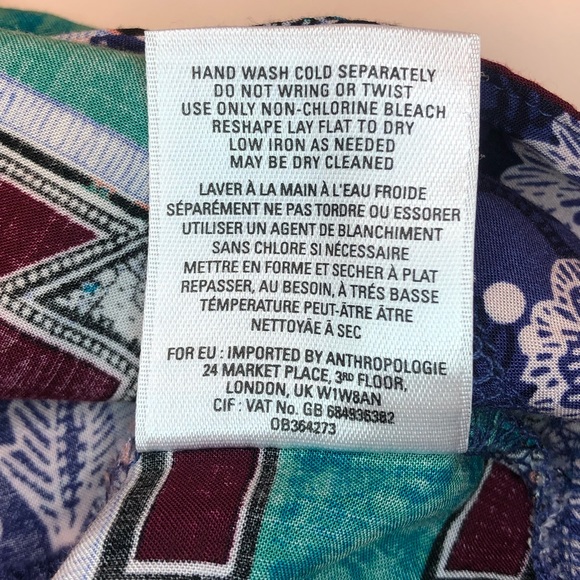 HAND WASH COLD SEPARATELY
DO NOT WRING OR TWIST
USE ONLY NON-CHLORINE BLEACH
RESHAPE LAY FLAT TO DRY
LOW IRON AS NEEDED
MAY BE DRY CLEANED
LAVER À LA MAIN À L'EAU FROIDE
SÉPARÉMENT NE PAS TORDRE OU ESSORER
UTILISER UN AGENT DE BLANCHIMENT
SANS CHLORE SI NÉCESSAIRE
METTRE EN FORME ET SECHER À PLAT
REPASSER, AU BESOIN, À TRÉS BASSE
TÉMPÉRATURE PEUT-ÄTRE ÄTRE
NETTOYÂE À SEC
FOR EU : IMPORTED BY ANTHROPOLOGIE
24 MARKET PLACE, 3RD FLOOR,
LONDON, UK W1W8AN
CIF : VAT No. GB 684936382
OB364273